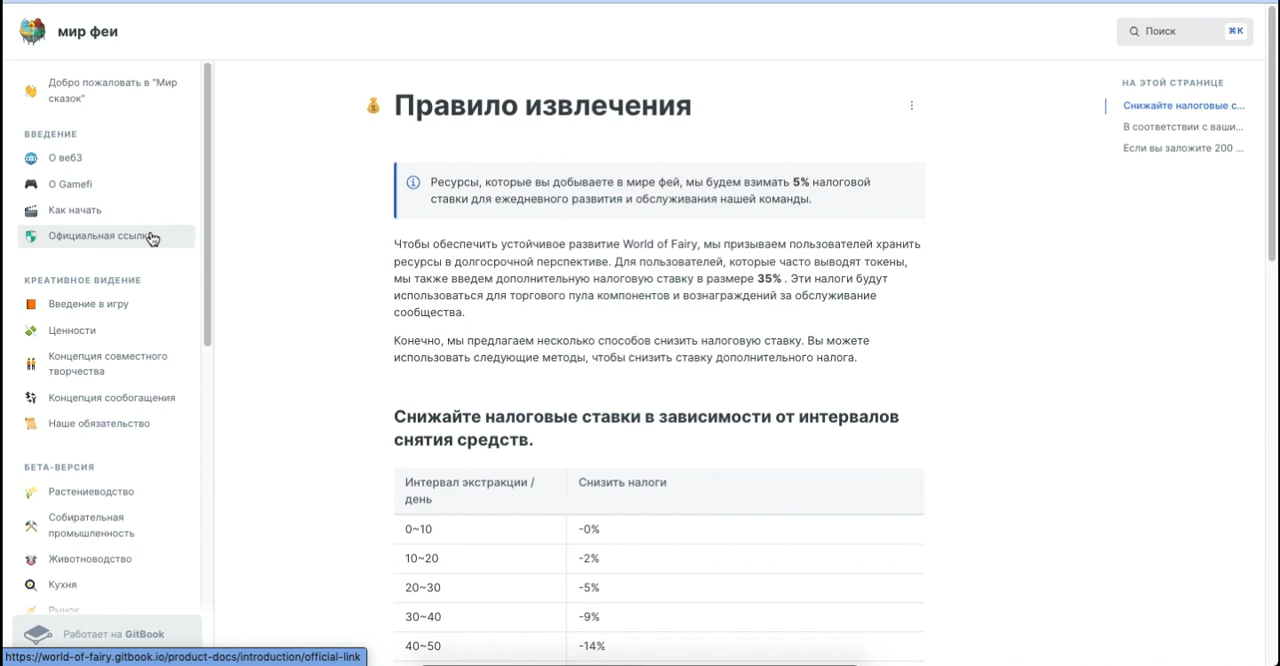 мир феи
Поиск
⌘K
Добро пожаловать в "Мир
сказок"
ВВЕДЕНИЕ
О веб3
О Gamefi
Как начать
Официальная ссылка
КРЕАТИВНОЕ ВИДЕНИЕ
Введение в игру
Ценности
Концепция совместного
творчества
Концепция сообогащения
Наше обязательство
БЕТА-ВЕРСИЯ
Растениеводство
Собирательная
промышленность
Животноводство
Кухня
Рынок
Работает на GitBook
https://world-of-fairy.gitbook.io/product-docs/introduction/official-link
Правило извлечения
Ресурсы, которые вы добываете в мире фей, мы будем взимать 5% налоговой
ставки для ежедневного развития и обслуживания нашей команды.
Чтобы обеспечить устойчивое развитие World of Fairy, мы призываем пользователей хранить
ресурсы в долгосрочной перспективе. Для пользователей, которые часто выводят токены,
мы также введем дополнительную налоговую ставку в размере 35% . Эти налоги будут
использоваться для торгового пула компонентов и вознаграждений за обслуживание
сообщества.
Конечно, мы предлагаем несколько способов снизить налоговую ставку. Вы можете
использовать следующие методы, чтобы снизить ставку дополнительного налога.
Снижайте налоговые ставки в зависимости от интервалов
снятия средств.
Интервал экстракции /
день
Снизить налоги
0~10 -0%
10~20 -2%
20~30 -5%
30~40 -9%
40~50 -14%
НА ЭТОЙ СТРАНИЦЕ
Снижайте налоговые с...
В соответствии с ваши...
Если вы заложите 200 ...